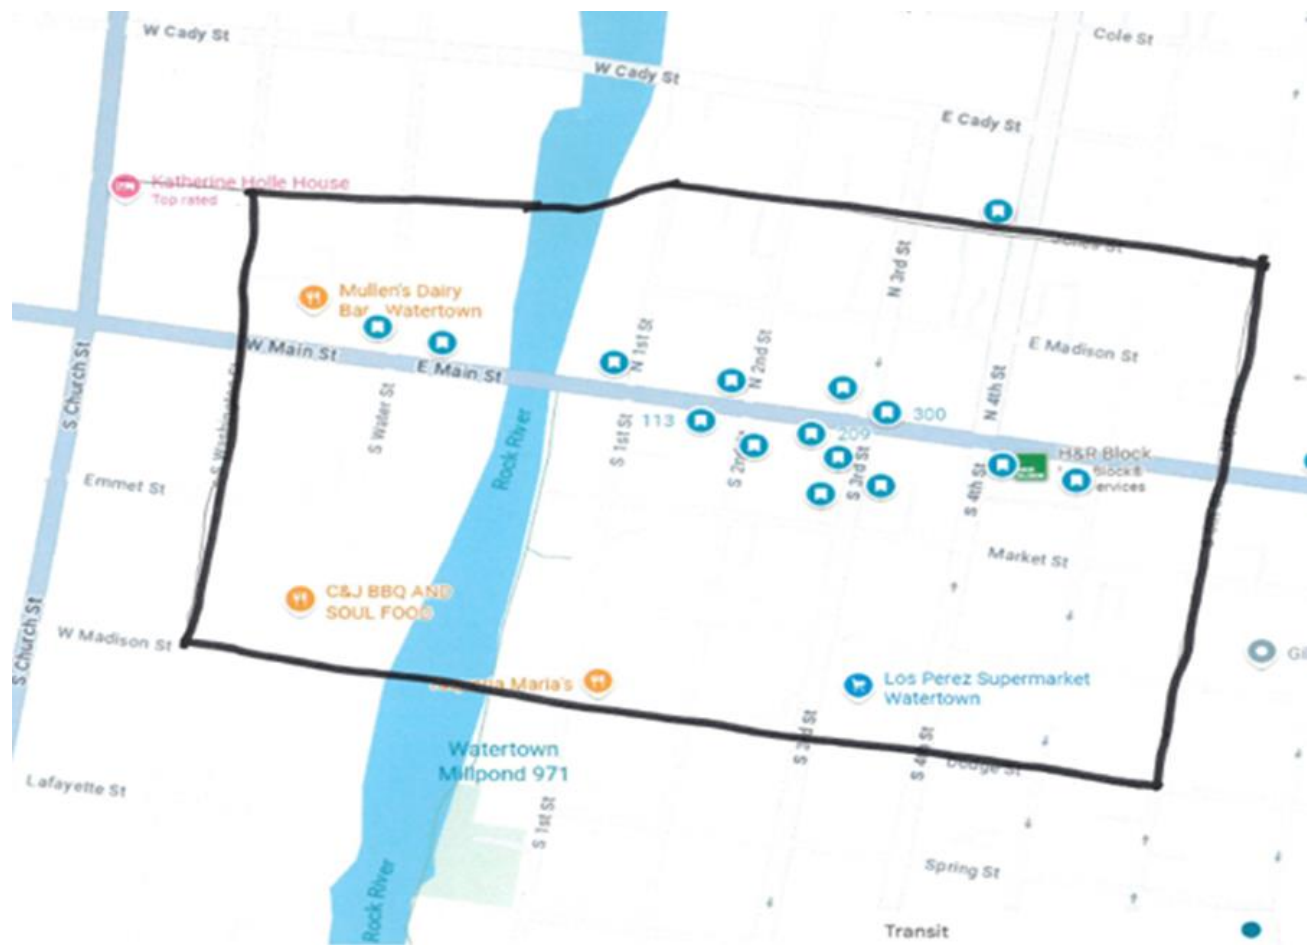 W Cady St
Cole St
W Cady St
E Cady St
Katherine Holle House
Top rated
N 3rd St
Mullen's Dairy
Bar - Watertown
W Main St
E Main St
N 1st St
N 2nd St
E Madison St
S Church St
S Water St
N 4th St
113
300
209
S 1st St
Rock River
S 3rd St
H&R Block
Block
ervices
Emmet St
S 4th St
Market St
C&J BBQ AND
SOUL FOOD
W Madison St
S Church St
Maria's
Los Perez Supermarket
Watertown
Gil
S 3rd St
S 4th St
Dodge St
Watertown
Millpond 971
Lafayette St
S 1st St
Spring St
Rock River
Transit